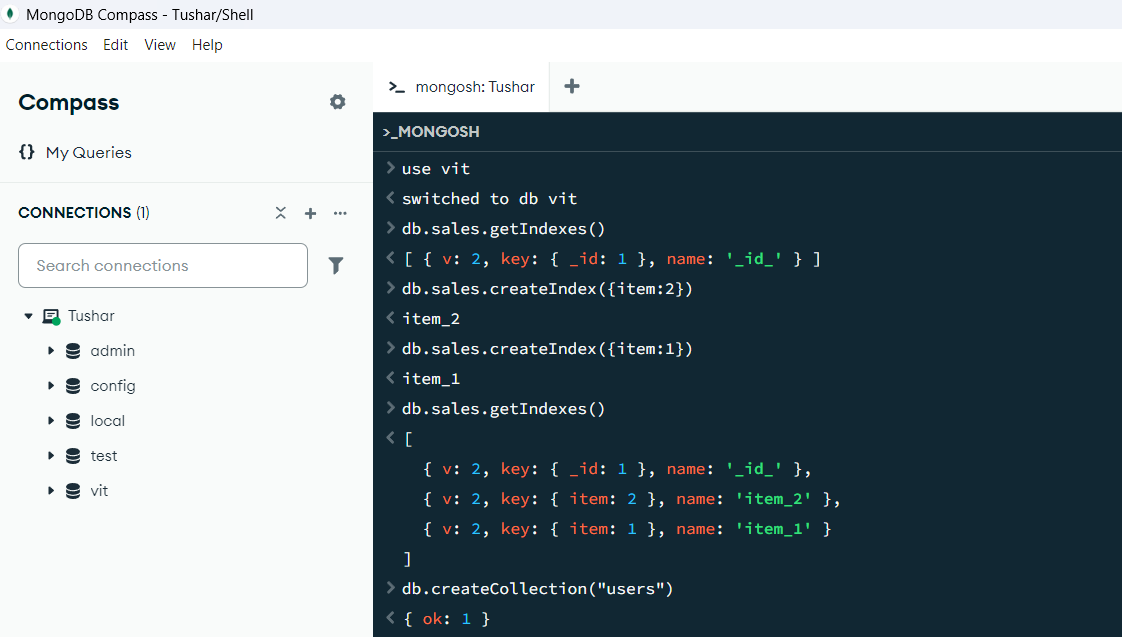 MongoDB Compass - Tushar/Shell
Connections Edit View Help
Compass
{} My Queries
CONNECTIONS (1)
Search connections
Tushar
admin
config
local
test
vit
>_ mongosh: Tushar +
>_MONGOSH
> use vit
< switched to db vit
> db.sales.getIndexes()
< [ { v: 2, key: { _id: 1 }, name: '_id_' } ]
> db.sales.createIndex({item:2})
< item_2
> db.sales.createIndex({item:1})
< item_1
> db.sales.getIndexes()
< [
{ v: 2, key: { _id: 1 }, name: '_id_' },
{ v: 2, key: { item: 2 }, name: 'item_2' },
{ v: 2, key: { item: 1 }, name: 'item_1' }
]
> db.createCollection("users")
< { ok: 1 }